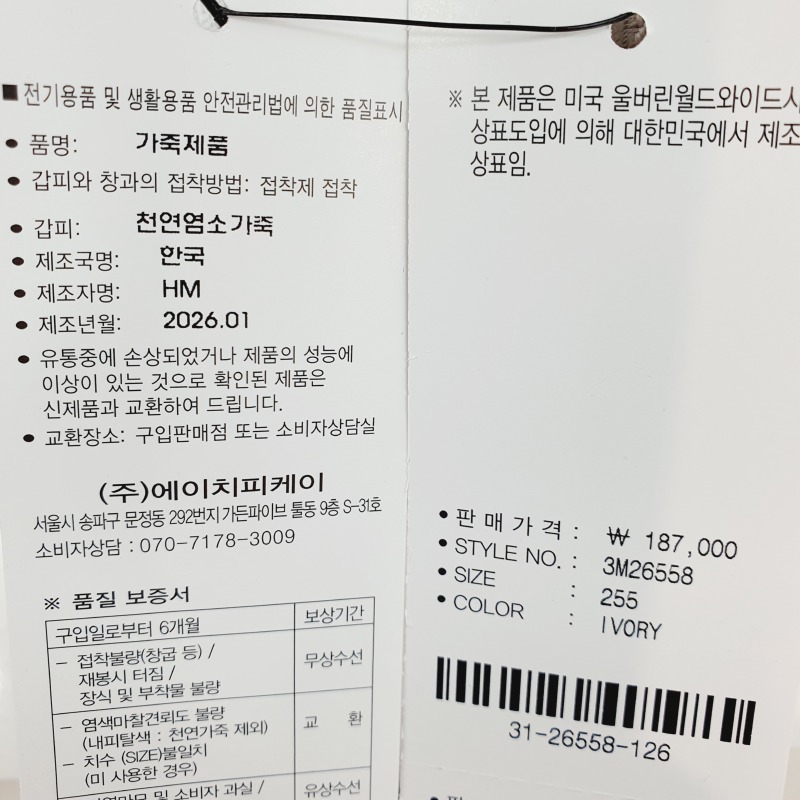 ■ 전기용품 및 생활용품 안전관리법에 의한 품질표시
• 품명: 가죽제품
• 갑피와 창과의 접착방법: 접착제 접착
• 갑피: 천연염소가죽
• 제조국명: 한국
• 제조자명: HM
• 제조년월: 2026.01
• 유통중에 손상되었거나 제품의 성능에
이상이 있는 것으로 확인된 제품은
신제품과 교환하여 드립니다.
• 교환장소: 구입판매점 또는 소비자상담실
(주)에이치피케이
서울시 송파구 문정동 292번지 가든파이브 툴동 9층 S-31호
소비자상담 : 070-7178-3009
※ 품질 보증서
구입일로부터 6개월 보상기간
- 접착불량(창굽 등) /
재봉시 터짐 /
장식 및 부착물 불량
무상수선
- 염색마찰견뢰도 불량
(내피탈색 : 천연가죽 제외)
- 치수 (SIZE)불일치
(미 사용한 경우)
교 환
및 소비자 과실 /
유상수선
※ 본 제품은 미국 울버린월드와이드
상표도입에 의해 대한민국에서 제조
상표임.
• 판매가격 : ₩ 187,000
• STYLE NO. : 3M26558
• SIZE : 255
• COLOR : IVORY
31-26558-126